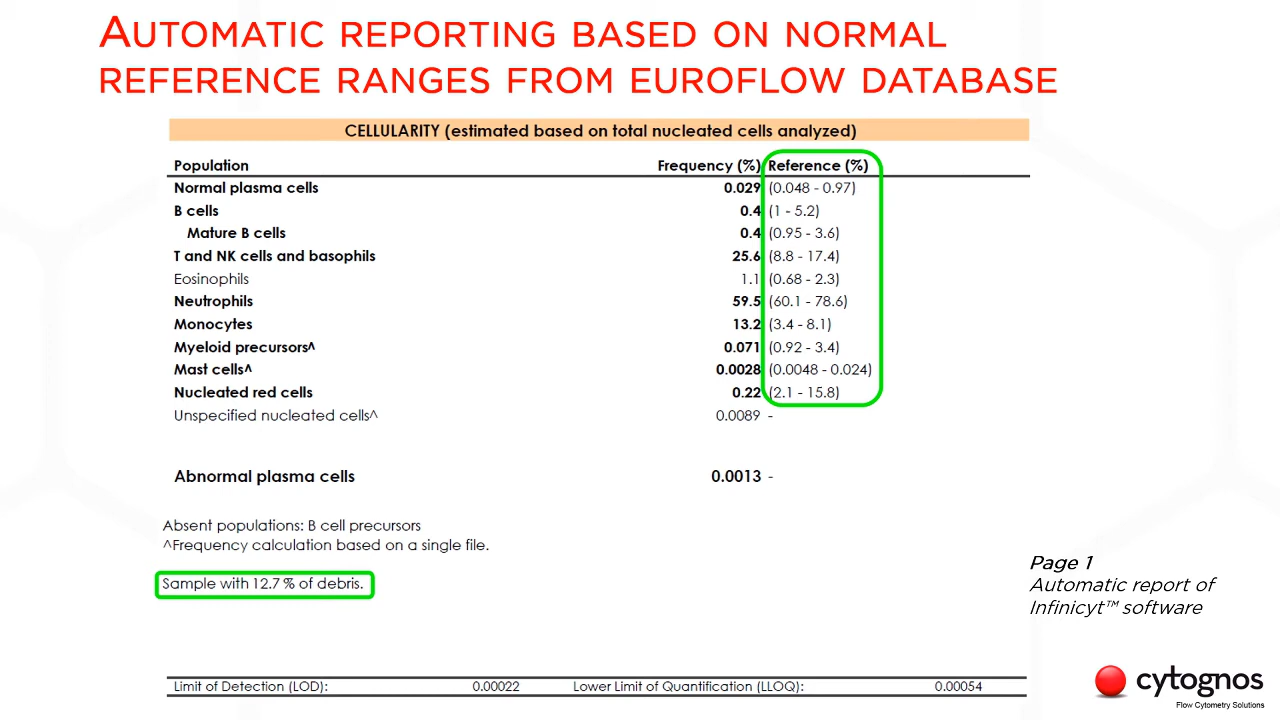 AUTOMATIC REPORTING BASED ON NORMAL
REFERENCE RANGES FROM EUROFLOW DATABASE
CELLULARITY (estimated based on total nucleated cells analyzed)
Population Frequency (%) Reference (%)
Normal plasma cells 0.029 (0.048 - 0.97)
B cells 0.4 (1 - 5.2)
Mature B cells 0.4 (0.95 - 3.6)
T and NK cells and basophils 25.6 (8.8 - 17.4)
Eosinophils 1.1 (0.68 - 2.3)
Neutrophils 59.5 (60.1 - 78.6)
Monocytes 13.2 (3.4 - 8.1)
Myeloid precursors^ 0.071 (0.92 - 3.4)
Mast cells^ 0.0028 (0.0048 - 0.024)
Nucleated red cells 0.22 (2.1 - 15.8)
Unspecified nucleated cells^ 0.0089 -
Abnormal plasma cells 0.0013 -
Absent populations: B cell precursors
^Frequency calculation based on a single file.
Sample with 12.7 % of debris.
Page 1
Automatic report of
Infinicyt™ software
Limit of Detection (LOD): 0.00022 Lower Limit of Quantification (LLOQ): 0.00054
cytognos
Flow Cytometry Solutions